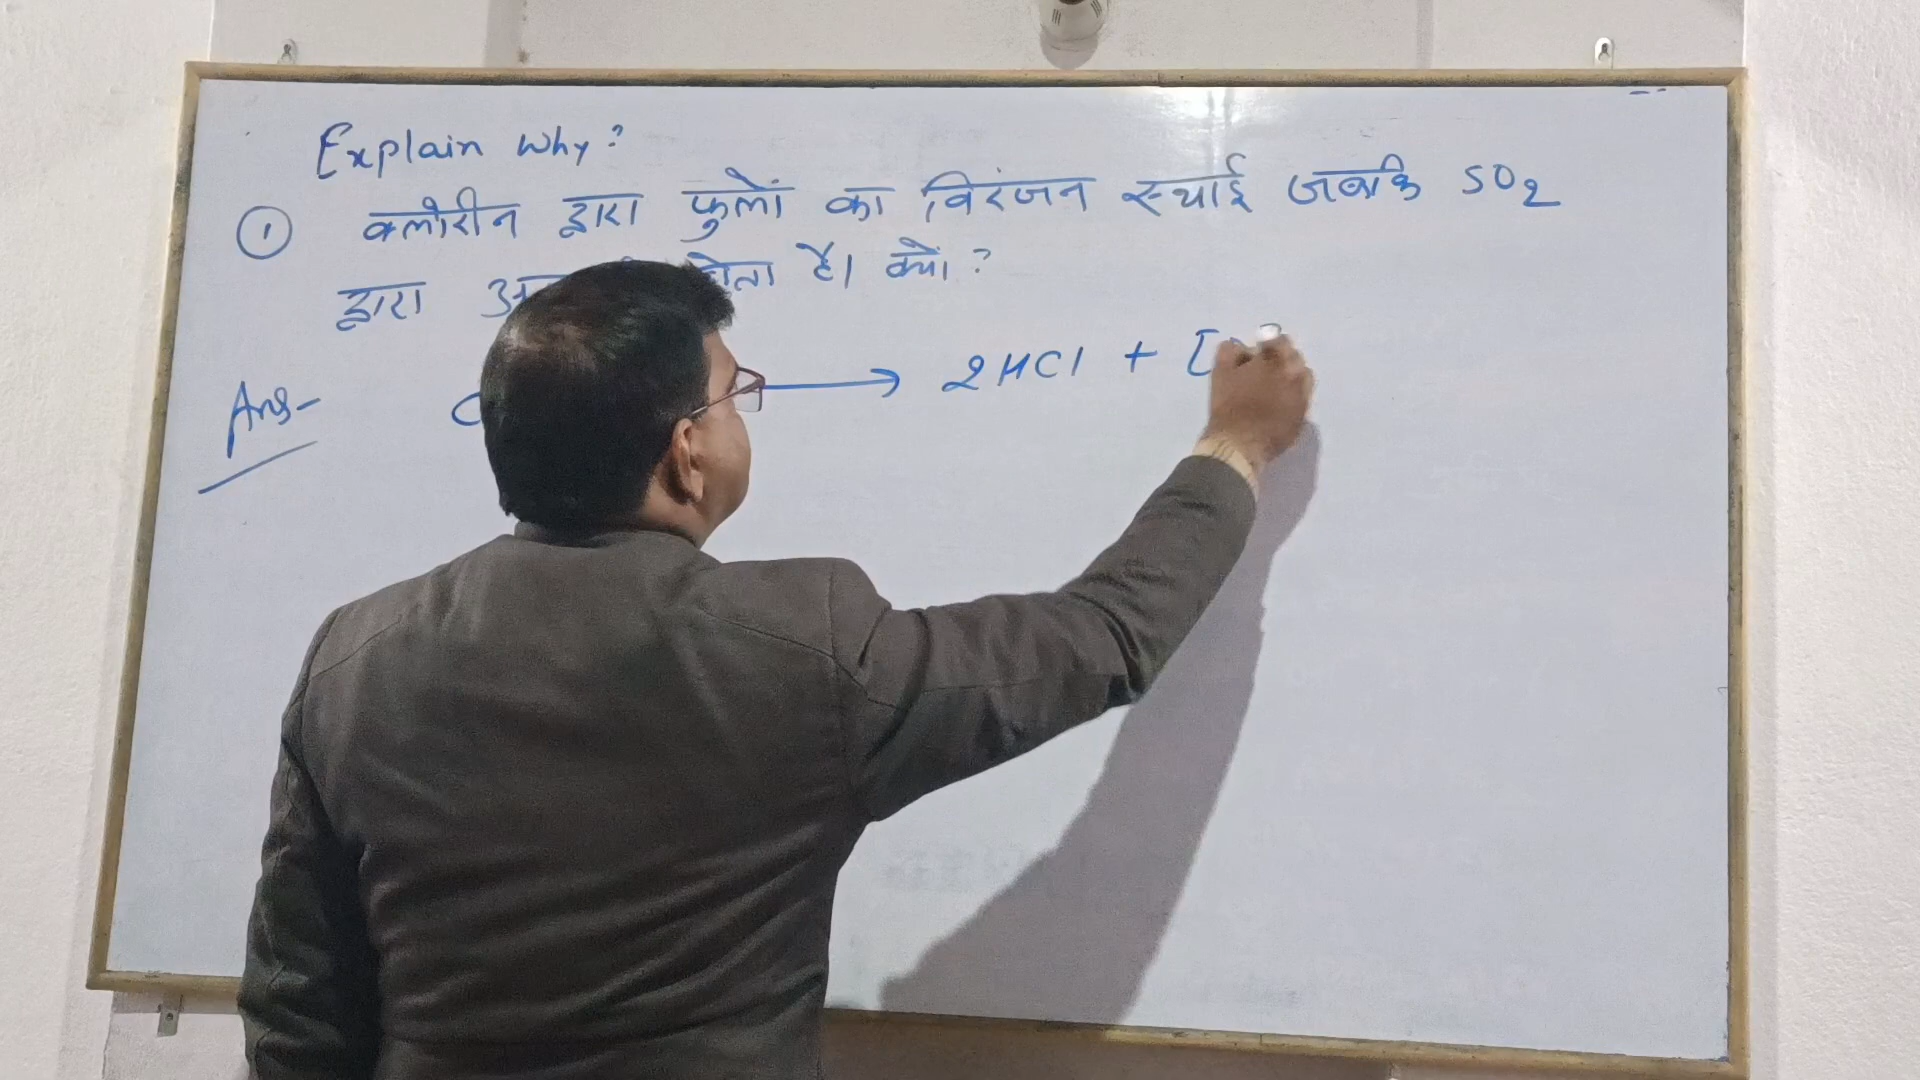 Explain Why?
① क्लोरीन द्वारा फुलों का विरंजन स्थाई जबकि SO2
द्वारा होता है। क्यों?
Ans- → 2HCl + [